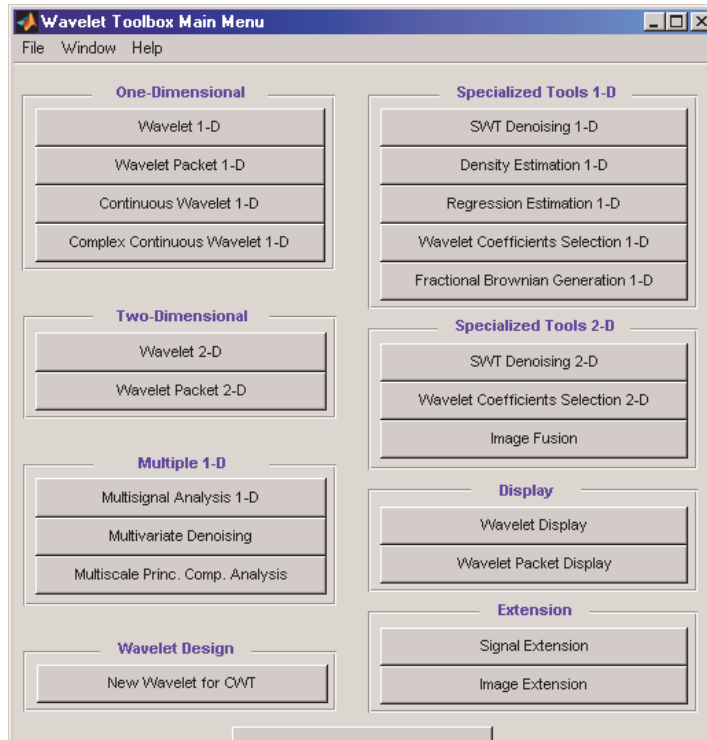 Wavelet Toolbox Main Menu
File Window Help
One-Dimensional
Wavelet 1-D
Wavelet Packet 1-D
Continuous Wavelet 1-D
Complex Continuous Wavelet 1-D
Two-Dimensional
Wavelet 2-D
Wavelet Packet 2-D
Multiple 1-D
Multisignal Analysis 1-D
Multivariate Denoising
Multiscale Princ. Comp. Analysis
Wavelet Design
New Wavelet for CWT
Specialized Tools 1-D
SWT Denoising 1-D
Density Estimation 1-D
Regression Estimation 1-D
Wavelet Coefficients Selection 1-D
Fractional Brownian Generation 1-D
Specialized Tools 2-D
SWT Denoising 2-D
Wavelet Coefficients Selection 2-D
Image Fusion
Display
Wavelet Display
Wavelet Packet Display
Extension
Signal Extension
Image Extension